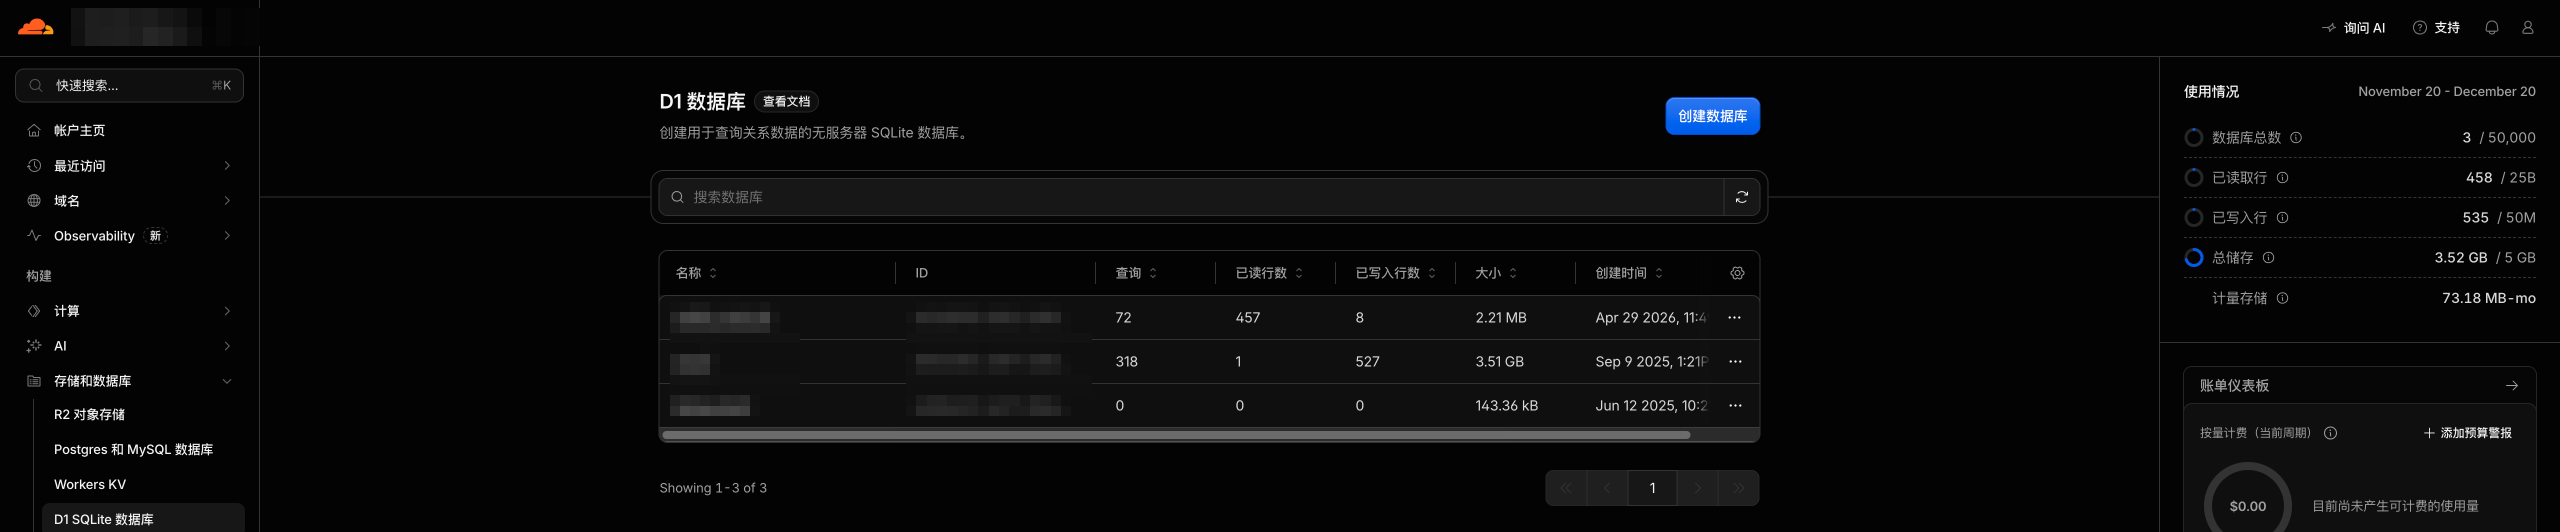 询问 AI
支持
快速搜索...
⌘K
帐户主页
最近访问
域名
Observability 新
构建
计算
AI
存储和数据库
R2 对象存储
Postgres 和 MySQL 数据库
Workers KV
D1 SQLite 数据库
D1 数据库 查看文档
创建用于查询关系数据的无服务器 SQLite 数据库。
创建数据库
搜索数据库
名称 ID 查询 已读行数 已写入行数 大小 创建时间
72 457 8 2.21 MB Apr 29 2026, 11:4
318 1 527 3.51 GB Sep 9 2025, 1:21P
0 0 0 143.36 kB Jun 12 2025, 10:2
Showing 1-3 of 3
1
使用情况 November 20 - December 20
数据库总数 3 / 50,000
已读取行 458 / 25B
已写入行 535 / 50M
总储存 3.52 GB / 5 GB
计量存储 73.18 MB-mo
账单仪表板
按量计费（当前周期） + 添加预算警报
$0.00 目前尚未产生可计费的使用量